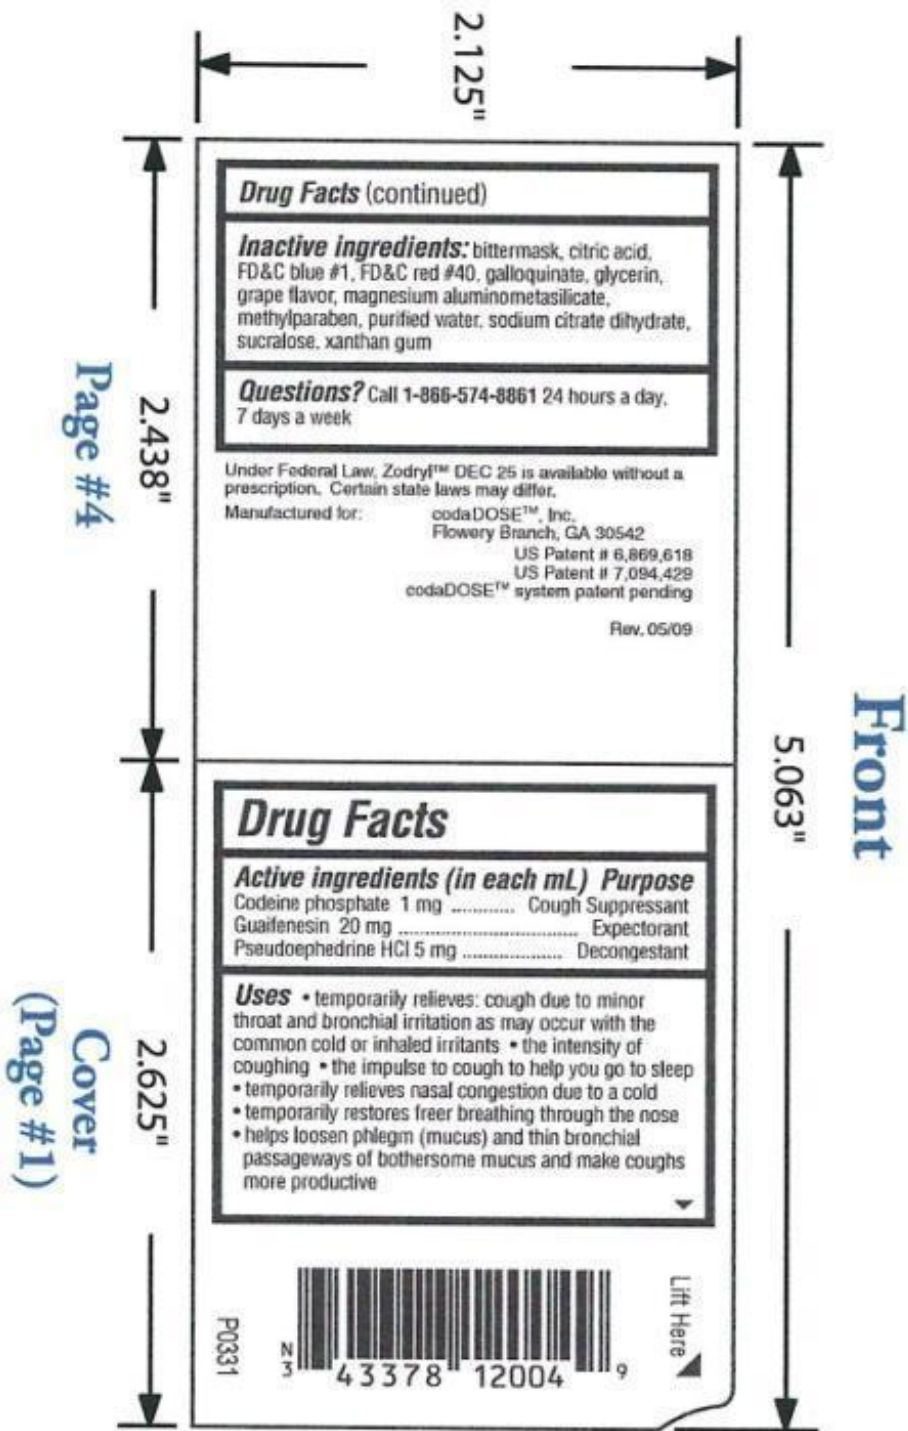 2.125"
Front
5.063"
Page #4
2.438"
Drug Facts (continued)
Inactive ingredients: bittermask, citric acid,
FD&C blue #1, FD&C red #40, galloquinate, glycerin,
grape flavor, magnesium aluminometasilicate,
methylparaben, purified water, sodium citrate dihydrate,
sucralose, xanthan gum
Questions? Call 1-866-574-8861 24 hours a day,
7 days a week
Under Federal Law, Zodryl™ DEC 25 is available without a
prescription. Certain state laws may differ.
Manufactured for: codaDOSE™, Inc.
Flowery Branch, GA 30542
US Patent # 6,869,618
US Patent # 7,094,429
codaDOSE™ system patent pending
Rev. 05/09
Cover
(Page #1)
2.625"
Drug Facts
Active ingredients (in each mL) Purpose
Codeine phosphate 1 mg ............ Cough Suppressant
Guaifenesin 20 mg .................................. Expectorant
Pseudoephedrine HCl 5 mg ................... Decongestant
Uses • temporarily relieves: cough due to minor
throat and bronchial irritation as may occur with the
common cold or inhaled irritants • the intensity of
coughing • the impulse to cough to help you go to sleep
• temporarily relieves nasal congestion due to a cold
• temporarily restores freer breathing through the nose
• helps loosen phlegm (mucus) and thin bronchial
passageways of bothersome mucus and make coughs
more productive
Lift Here
P0331
N
3 43378 12004 9